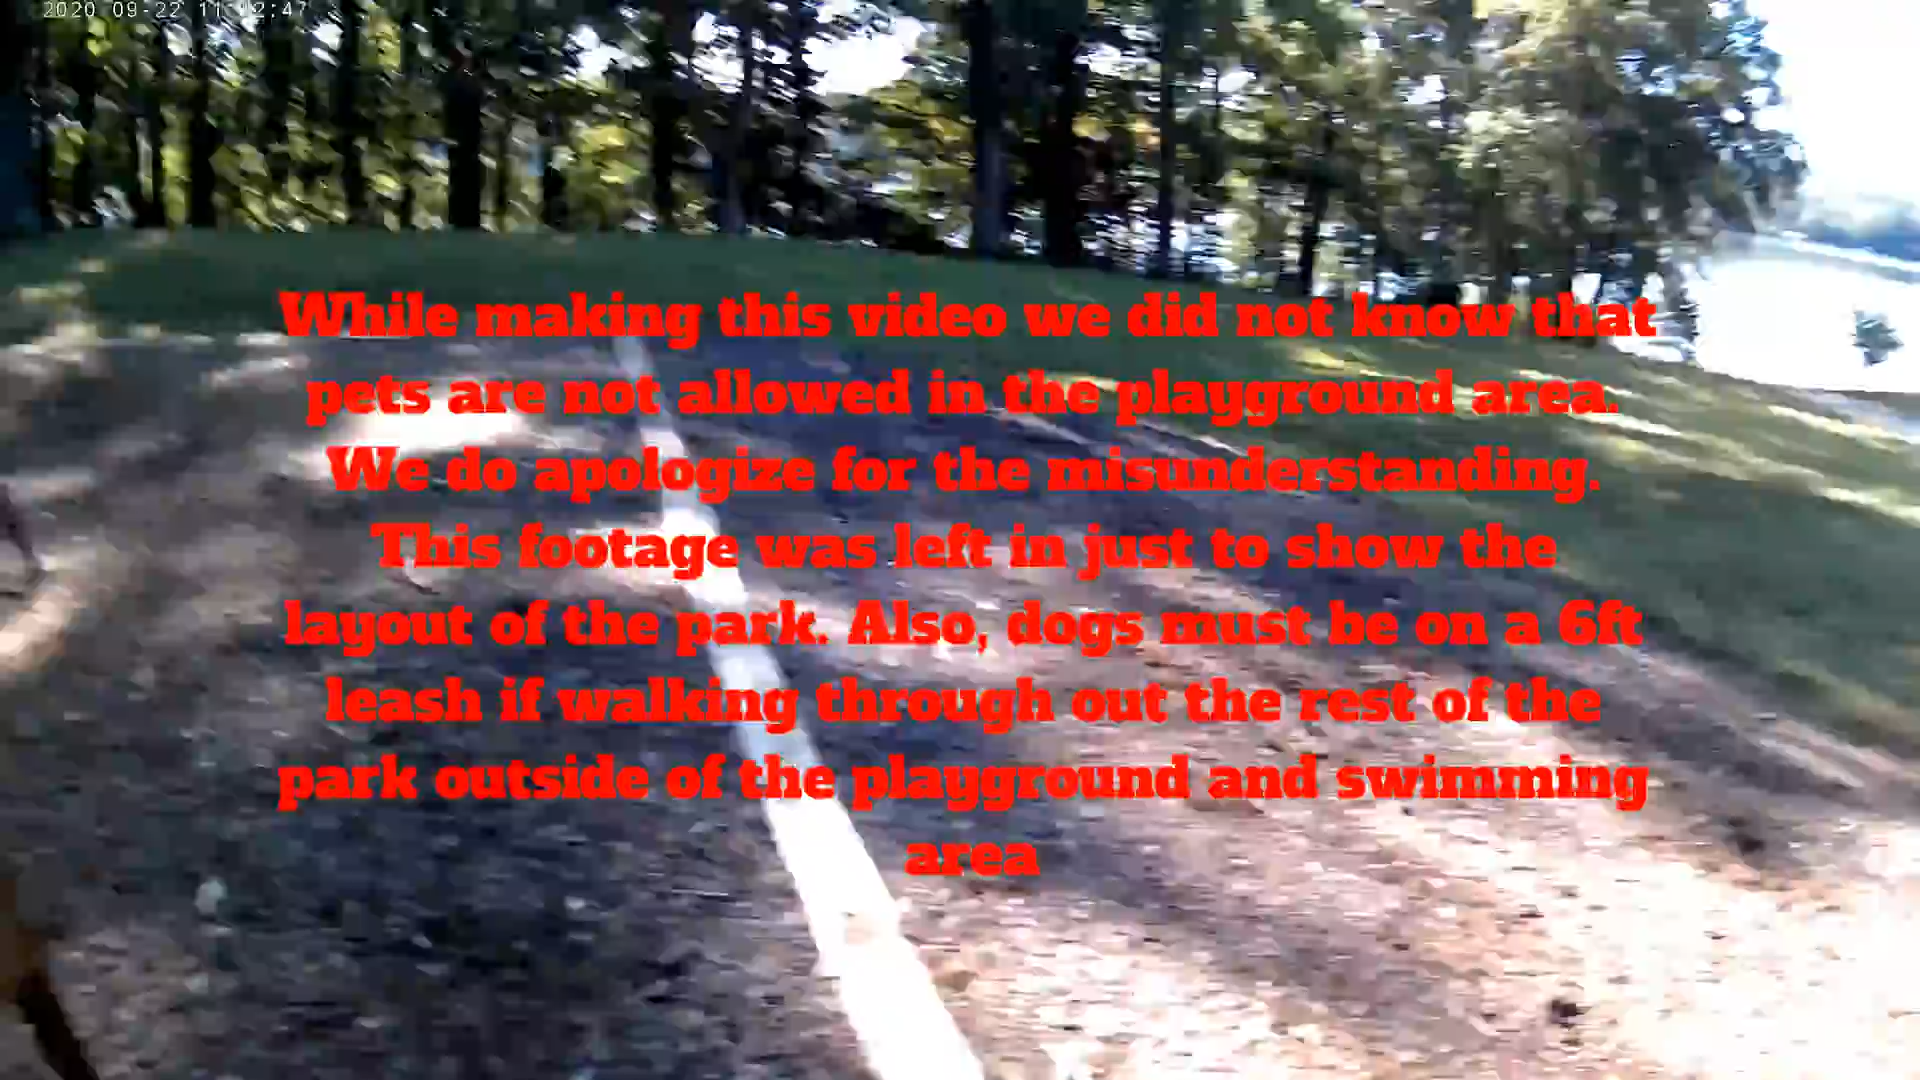 2020 09-22 11
While making this video we did not know that
pets are not allowed in the playground area.
We do apologize for the misunderstanding.
This footage was left in just to show the
layout of the park. Also, dogs must be on a 6ft
leash if walking through out the rest of the
park outside of the playground and swimming
area